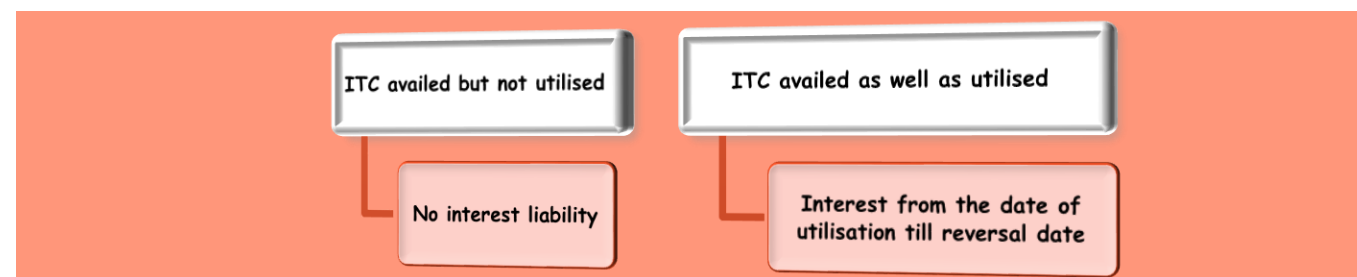 ITC availed but not utilised
ITC availed as well as utilised
No interest liability
Interest from the date of
utilisation till reversal date